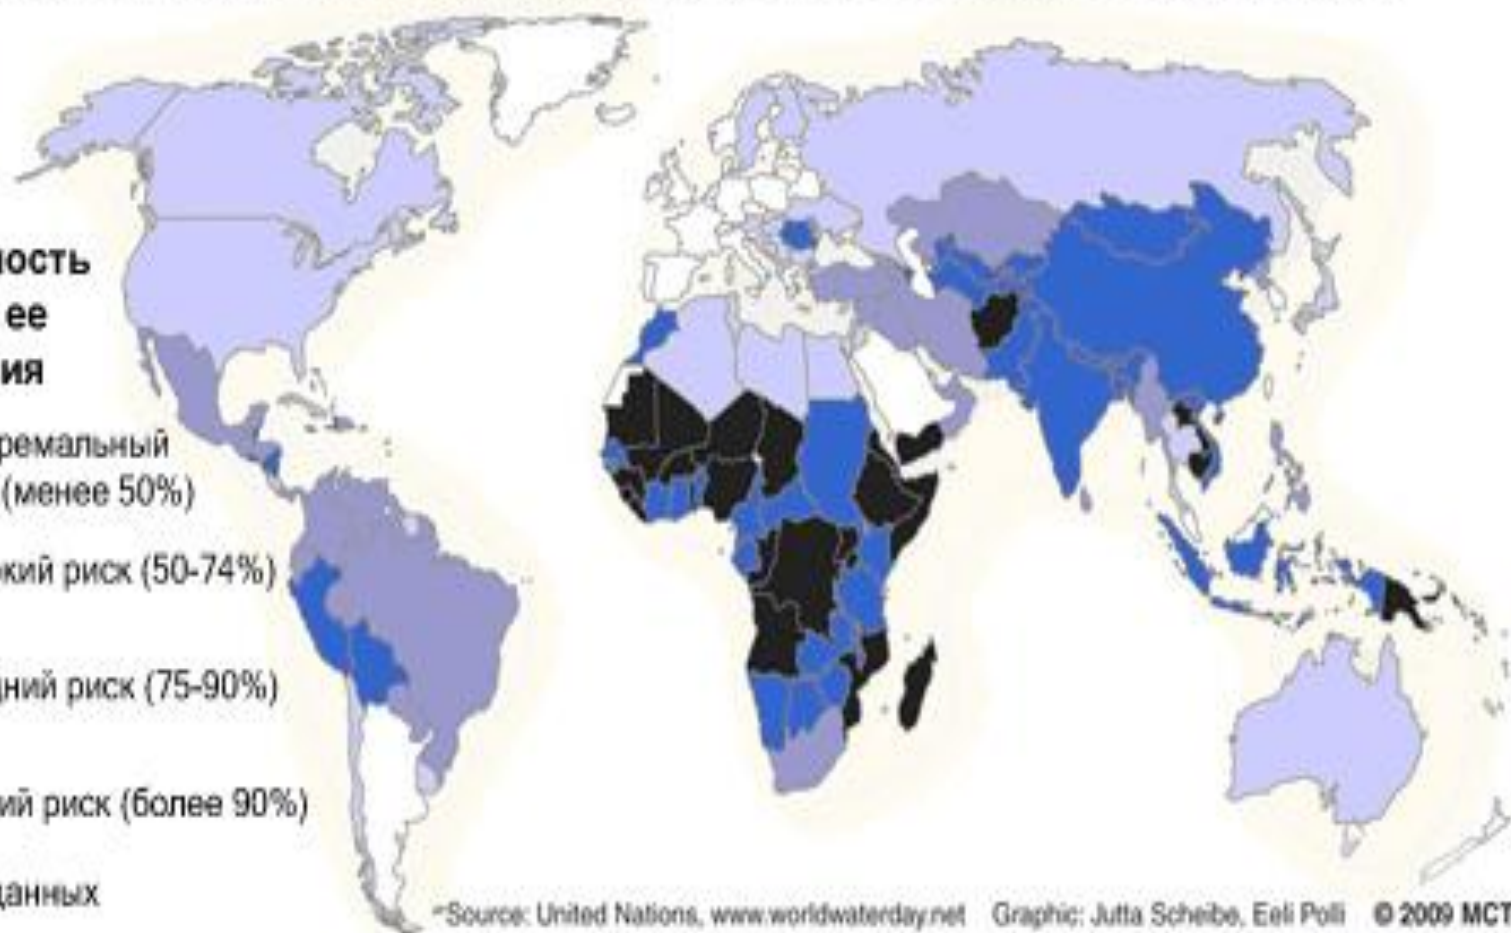 ность
ее
ия
ремальный
(менее 50%)
кий риск (50-74%)
дний риск (75-90%)
ий риск (более 90%)
данных
Source: United Nations, www.worldwaterday.net Graphic: Jutta Scheibe, Eeli Polli © 2009 MCT